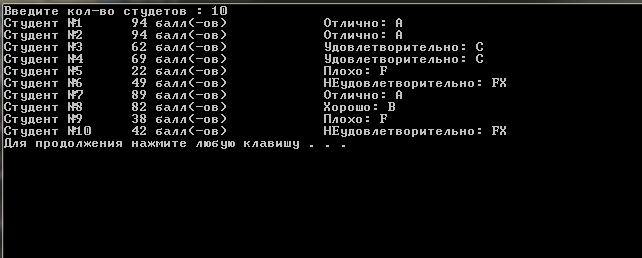 Введите кол-во студетов : 10
Студент №1 94 балл(-ов) Отлично: A
Студент №2 94 балл(-ов) Отлично: A
Студент №3 62 балл(-ов) Удовлетворительно: C
Студент №4 69 балл(-ов) Удовлетворительно: C
Студент №5 22 балл(-ов) Плохо: F
Студент №6 49 балл(-ов) НЕудовлетворительно: FX
Студент №7 89 балл(-ов) Отлично: A
Студент №8 82 балл(-ов) Хорошо: B
Студент №9 38 балл(-ов) Плохо: F
Студент №10 42 балл(-ов) НЕудовлетворительно: FX
Для продолжения нажмите любую клавишу . . .